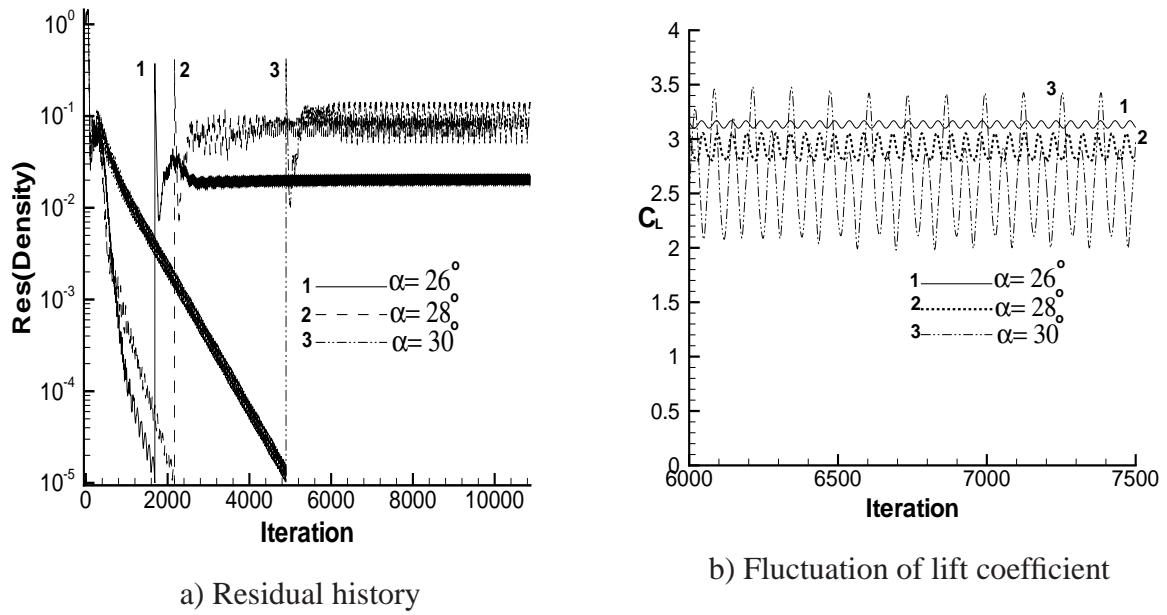 10^0
10^-1
10^-2
10^-3
10^-4
10^-5
Res(Density)
1 2 3
1 α= 26°
2 α= 28°
3 α= 30°
0 2000 4000 6000 8000 10000
Iteration
a) Residual history
4
3.5
3
2.5
2
1.5
1
0.5
0
C_L
3
1
2
1 α= 26°
2 α= 28°
3 α= 30°
6000 6500 7000 7500
Iteration
b) Fluctuation of lift coefficient